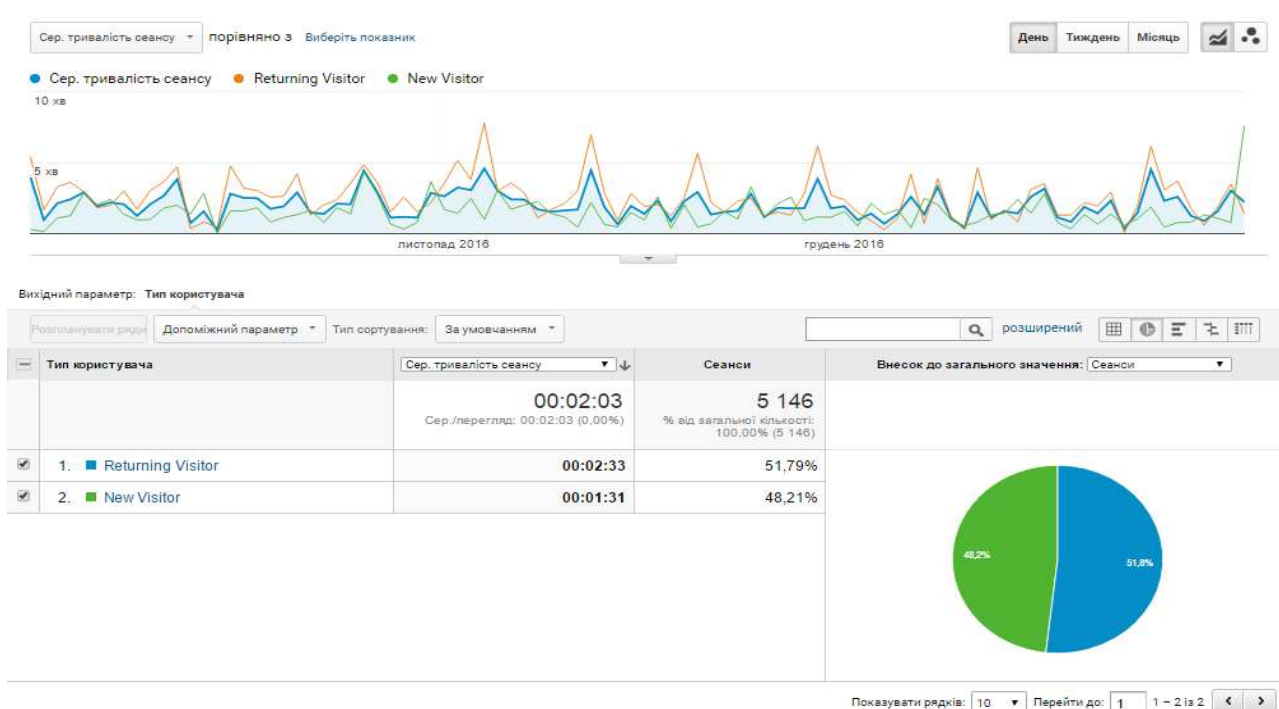 Сер. тривалість сеансу порівняно з Виберіть показник День Тиждень Місяць
Сер. тривалість сеансу Returning Visitor New Visitor
10 хв
5 хв
листопад 2016 грудень 2016
Вихідний параметр: Тип користувача
Розпланувати рядки Допоміжний параметр Тип сортування: За умовчанням розширений
Тип користувача Сер. тривалість сеансу Сеанси Внесок до загального значення: Сеанси
00:02:03 5 146
Сер./перегляд: 00:02:03 (0,00%) % від загальної кількості:
100,00% (5 146)
1. Returning Visitor 00:02:33 51,79%
2. New Visitor 00:01:31 48,21%
48,2% 51,8%
Показувати рядків: 10 Перейти до: 1 1 – 2 із 2